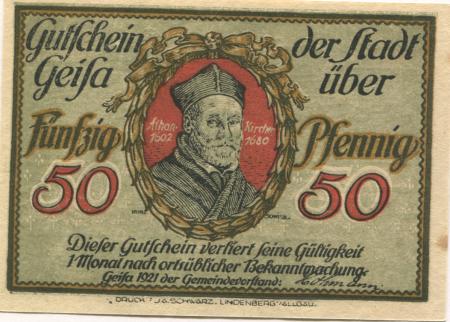 Gutschein der Stadt
Geisa über
Fünfzig Pfennig
Athan. Kircher
1602 1680
50 50
Dieser Gutschein verliert seine Gültigkeit
1 Monat nach ortsüblicher Bekanntmachung.
Geisa 1921 der Gemeindevorstand:
DRUCK J.A. SCHWARZ, LINDENBERG i/ALLGÄU.